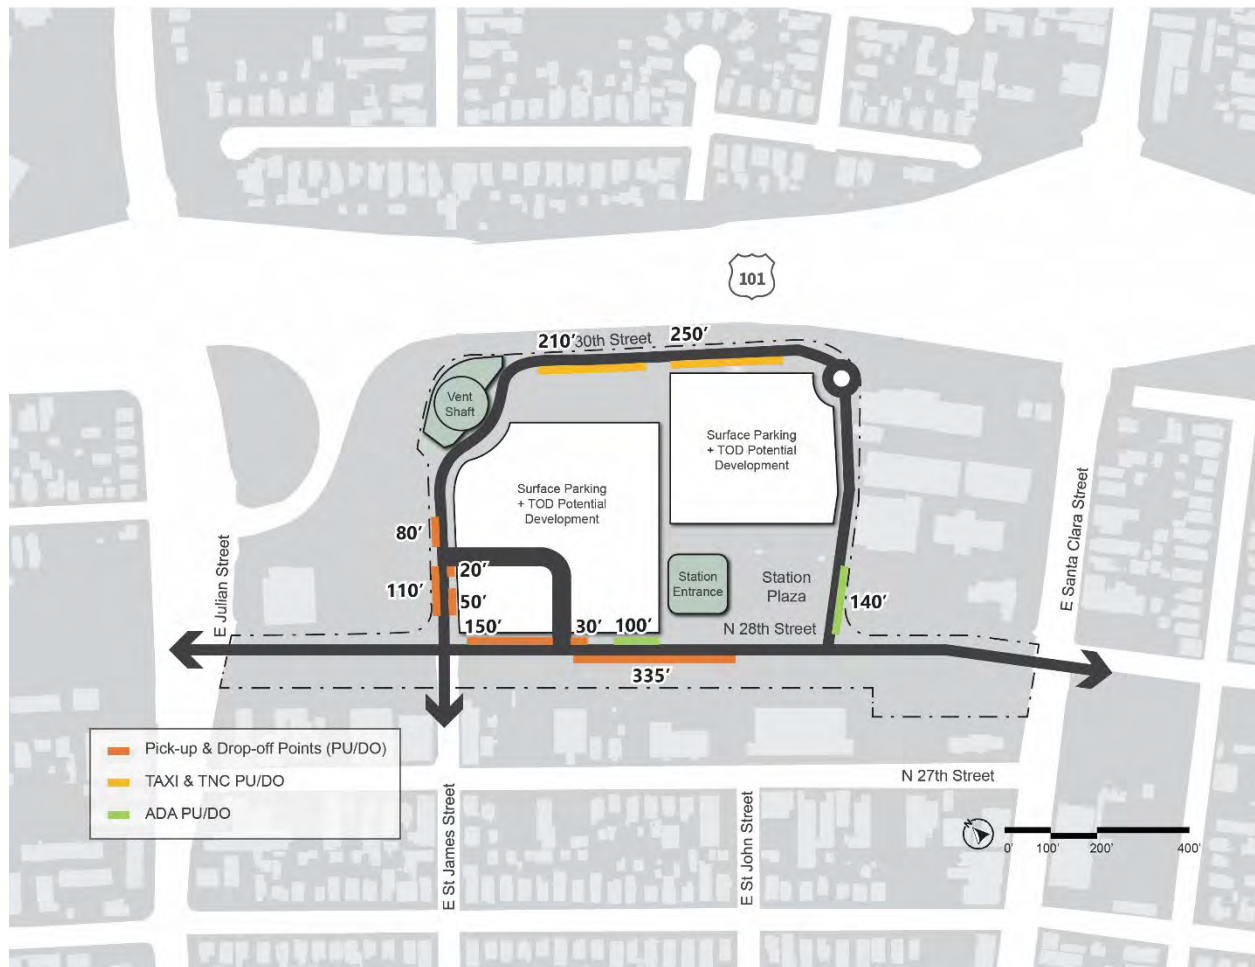 101
210'
30th Street
250'
Vent
Shaft
Surface Parking
+ TOD Potential
Development
Surface Parking
+ TOD Potential
Development
80'
20'
110'
50'
Station
Entrance
Station
Plaza
140'
150'
30'
100'
N 28th Street
335'
E Julian Street
E Santa Clara Street
Pick-up & Drop-off Points (PU/DO)
TAXI & TNC PU/DO
ADA PU/DO
N 27th Street
E St James Street
E St John Street
N
0'
100'
200'
400'